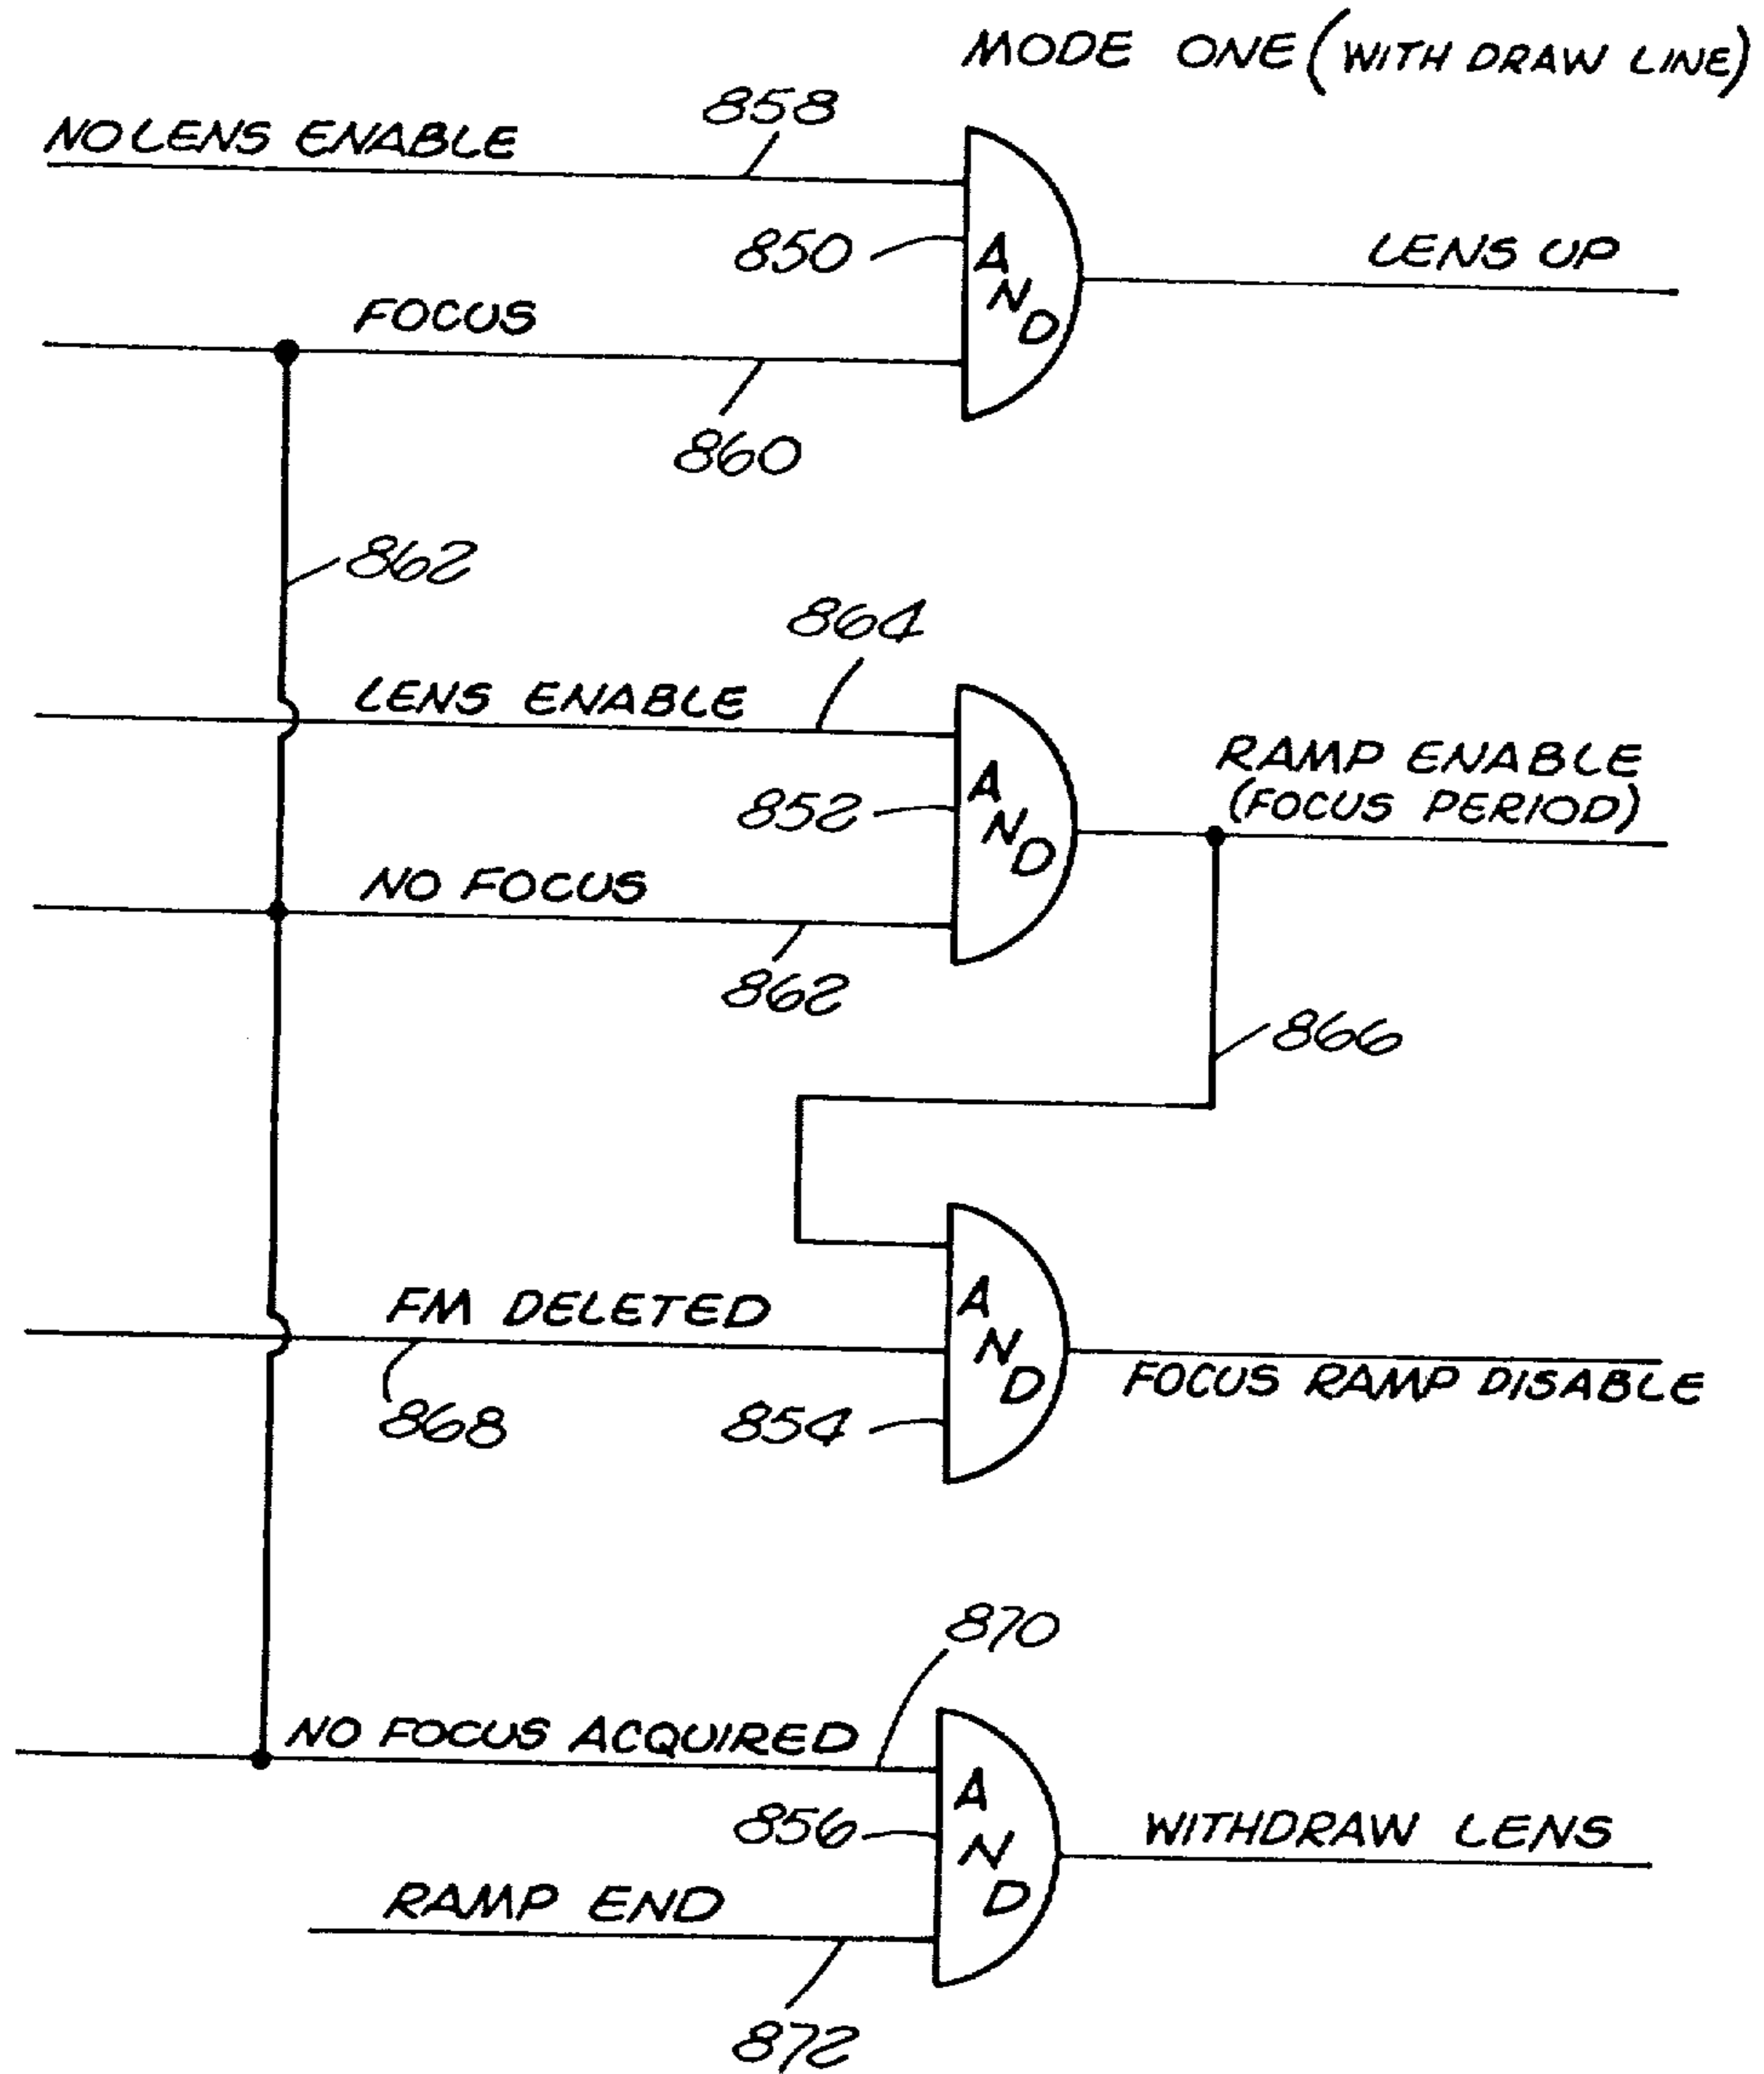 MODE ONE (WITH DRAW LINE)
NO LENS ENABLE
858
850
AND
LENS UP
FOCUS
860
862
864
LENS ENABLE
852
AND
RAMP ENABLE
(FOCUS PERIOD)
NO FOCUS
862
866
FM DELETED
868
854
AND
FOCUS RAMP DISABLE
870
NO FOCUS ACQUIRED
856
AND
WITHDRAW LENS
RAMP END
872